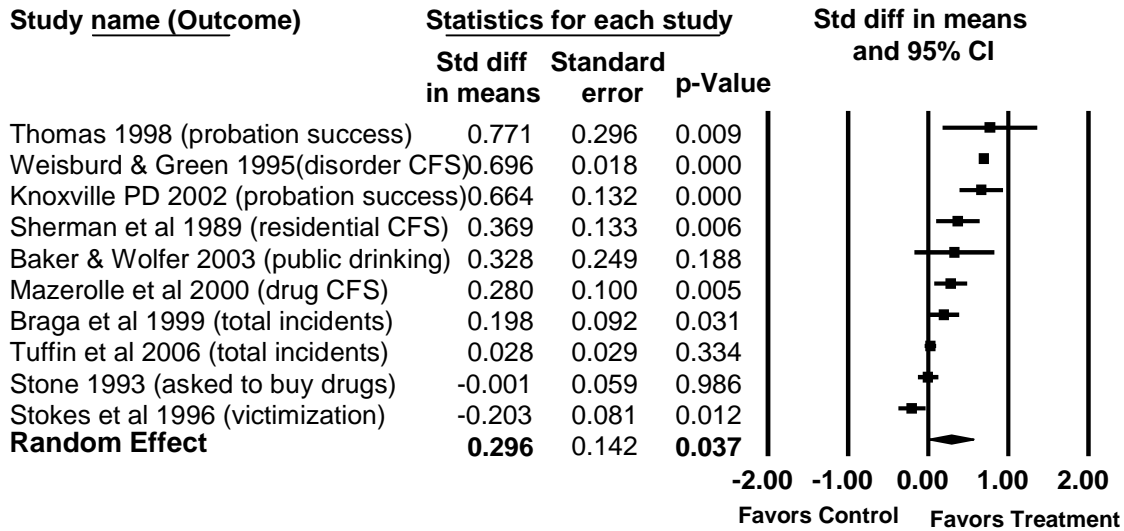 Study name (Outcome) Statistics for each study Std diff in means
and 95% CI
Std diff Standard
in means error p-Value
Thomas 1998 (probation success) 0.771 0.296 0.009
Weisburd & Green 1995(disorder CFS) 0.696 0.018 0.000
Knoxville PD 2002 (probation success) 0.664 0.132 0.000
Sherman et al 1989 (residential CFS) 0.369 0.133 0.006
Baker & Wolfer 2003 (public drinking) 0.328 0.249 0.188
Mazerolle et al 2000 (drug CFS) 0.280 0.100 0.005
Braga et al 1999 (total incidents) 0.198 0.092 0.031
Tuffin et al 2006 (total incidents) 0.028 0.029 0.334
Stone 1993 (asked to buy drugs) -0.001 0.059 0.986
Stokes et al 1996 (victimization) -0.203 0.081 0.012
Random Effect 0.296 0.142 0.037
-2.00 -1.00 0.00 1.00 2.00
Favors Control Favors Treatment